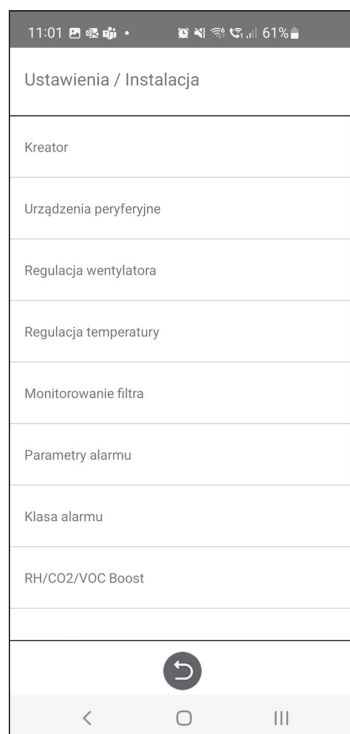 11:01 61%
Ustawienia / Instalacja
Kreator
Urządzenia peryferyjne
Regulacja wentylatora
Regulacja temperatury
Monitorowanie filtra
Parametry alarmu
Klasa alarmu
RH/CO2/VOC Boost